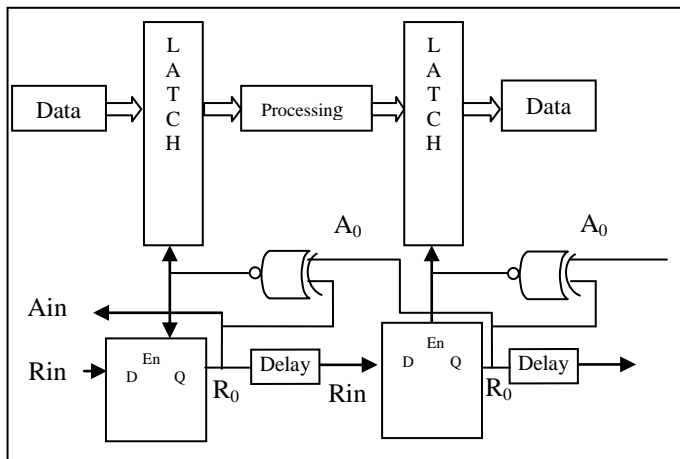 L
A
T
C
H
L
A
T
C
H
Data
Processing
Data
A₀
A₀
Ain
Rin
En
D
Q
R₀
Delay
Rin
En
D
Q
R₀
Delay